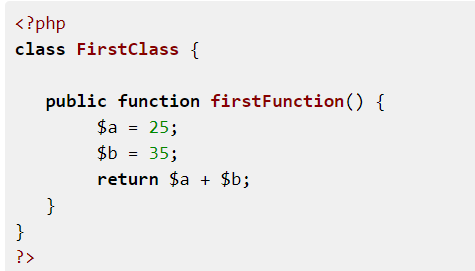 <?php
class FirstClass {
public function firstFunction() {
$a = 25;
$b = 35;
return $a + $b;
}
}
?>